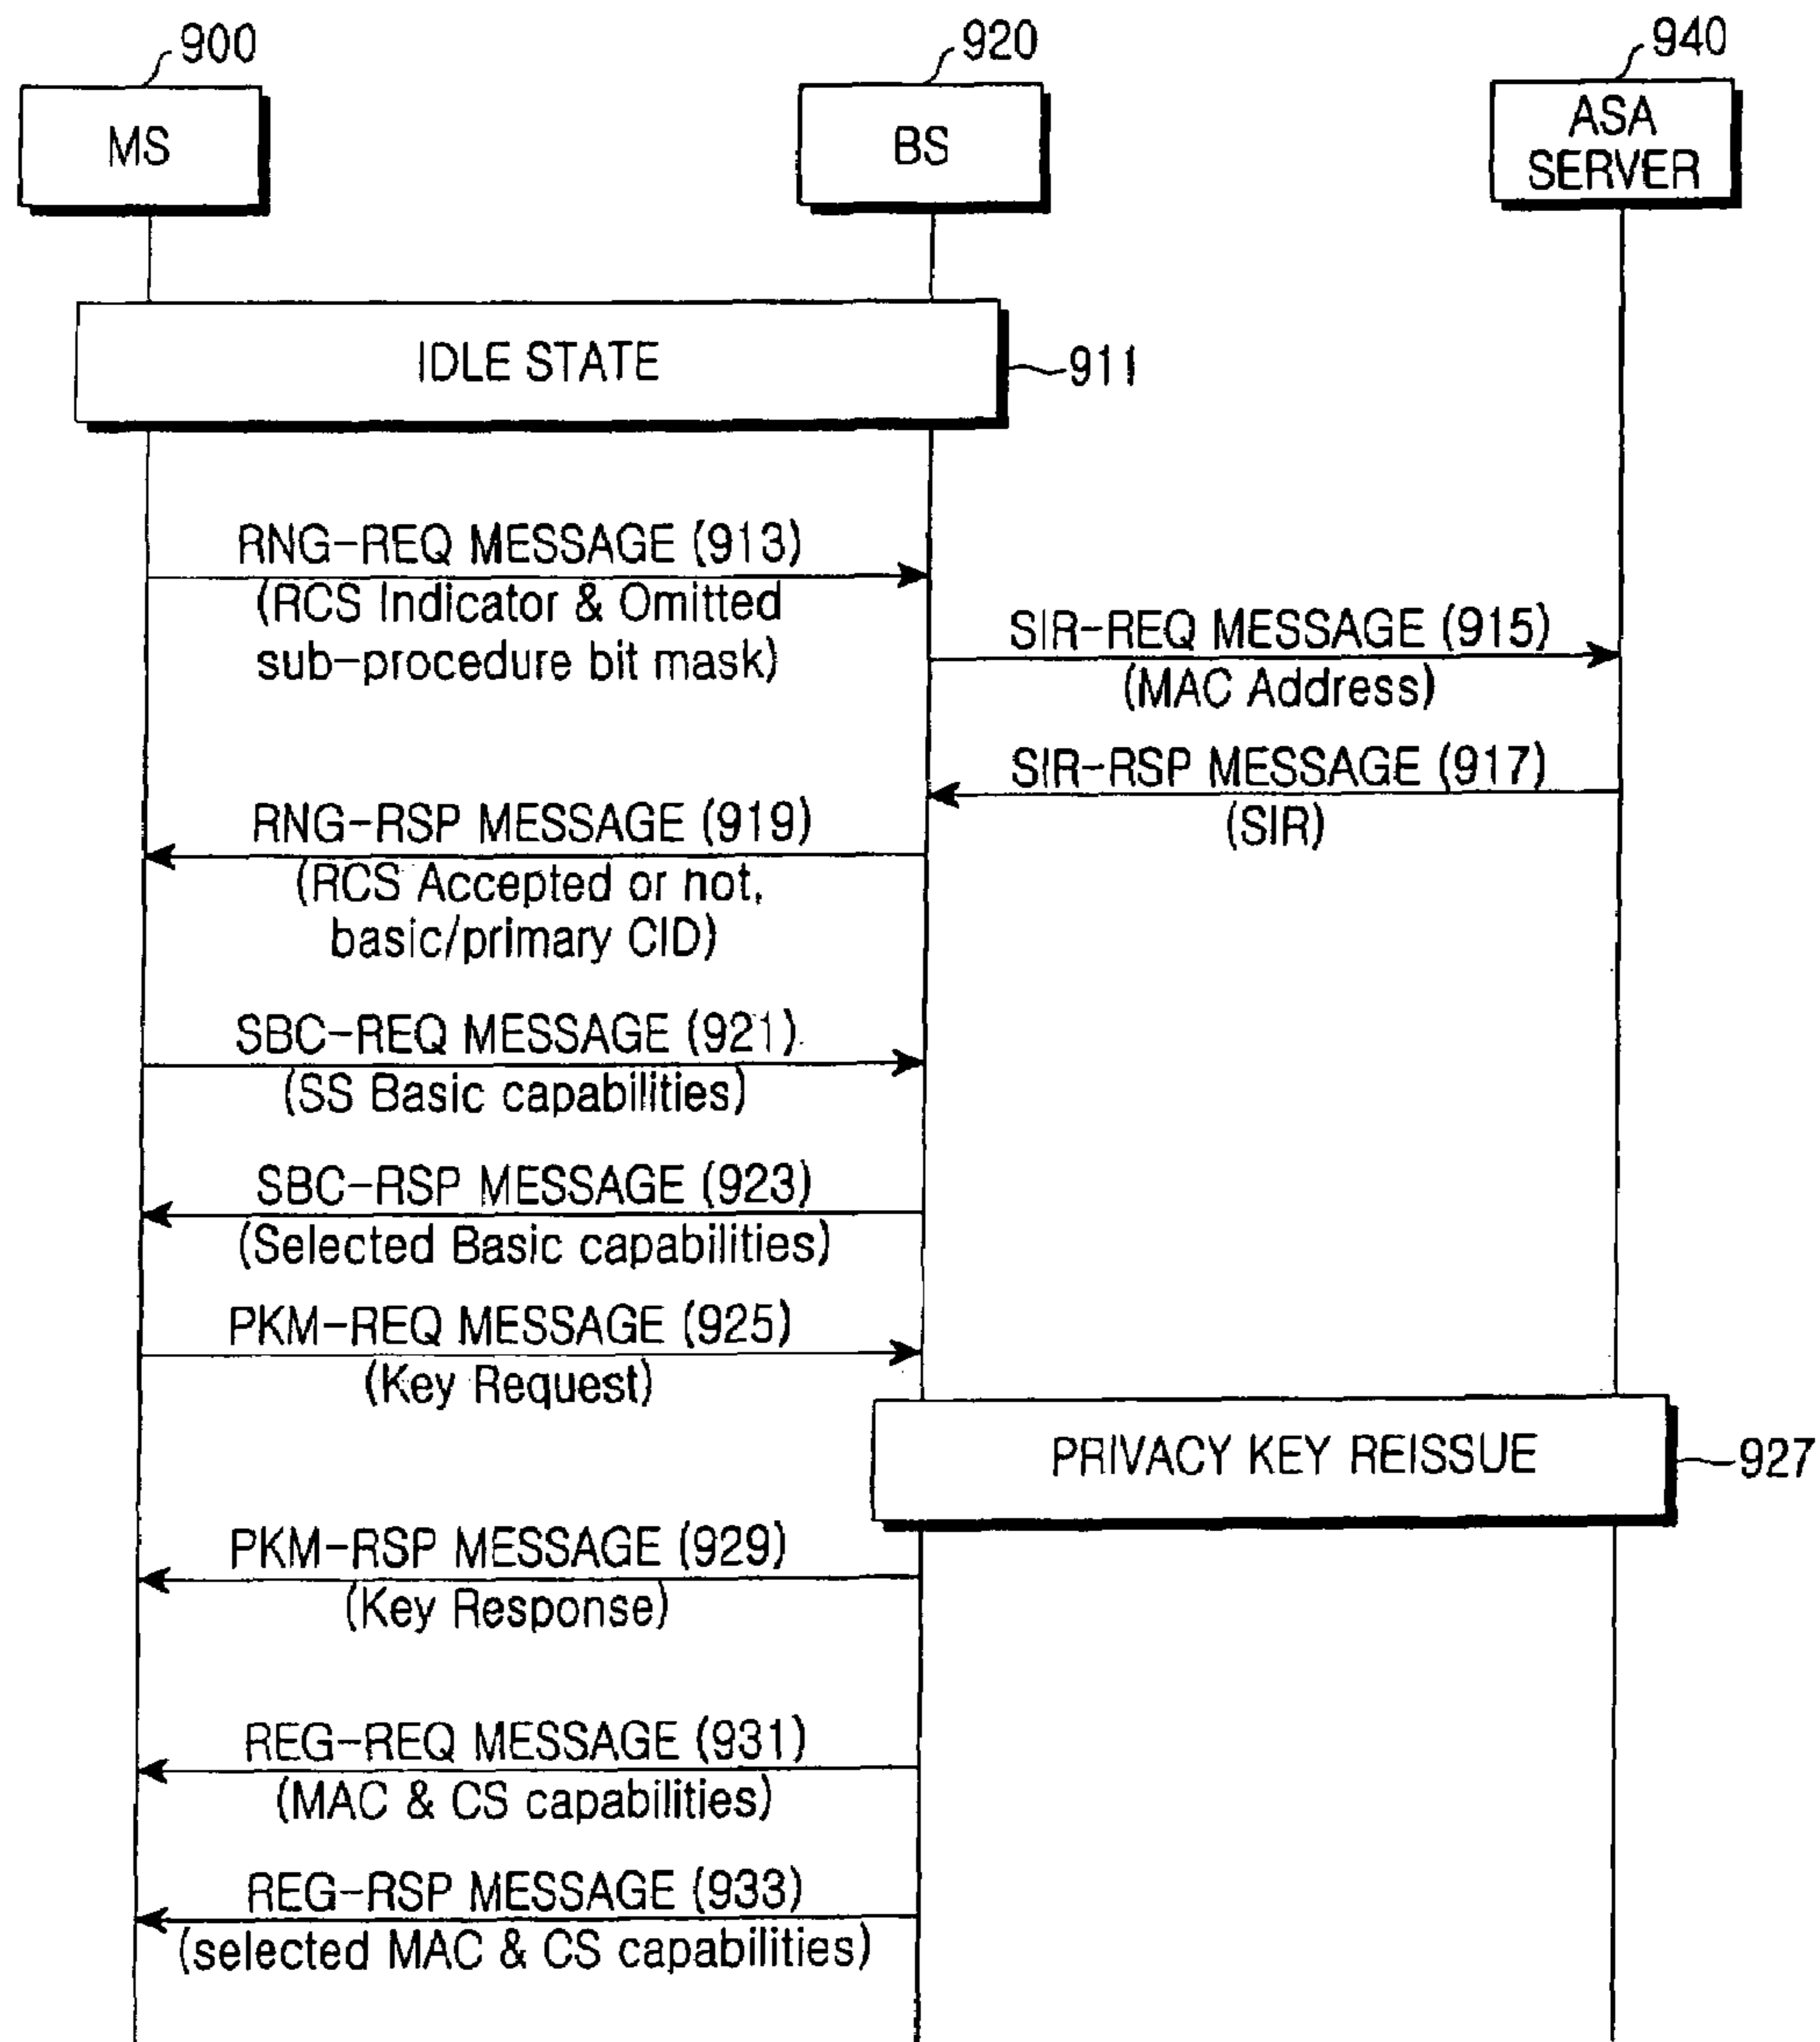 900
920
940
MS
BS
ASA
SERVER
IDLE STATE
911
RNG-REQ MESSAGE (913)
(RCS Indicator & Omitted
sub-procedure bit mask)
SIR-REQ MESSAGE (915)
(MAC Address)
SIR-RSP MESSAGE (917)
(SIR)
RNG-RSP MESSAGE (919)
(RCS Accepted or not,
basic/primary CID)
SBC-REQ MESSAGE (921)
(SS Basic capabilities)
SBC-RSP MESSAGE (923)
(Selected Basic capabilities)
PKM-REQ MESSAGE (925)
(Key Request)
PRIVACY KEY REISSUE
927
PKM-RSP MESSAGE (929)
(Key Response)
REG-REQ MESSAGE (931)
(MAC & CS capabilities)
REG-RSP MESSAGE (933)
(selected MAC & CS capabilities)